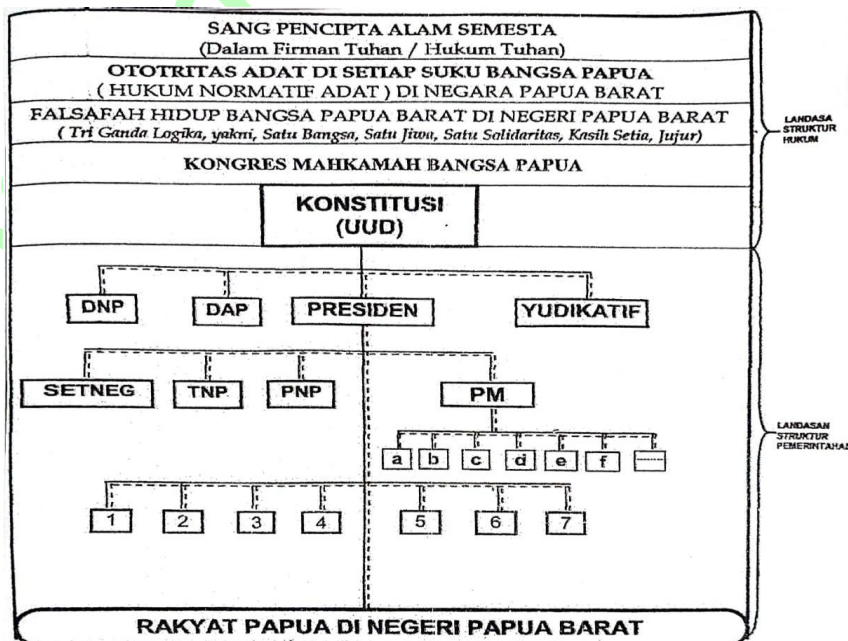 SANG PENCIPTA ALAM SEMESTA
(Dalam Firman Tuhan / Hukum Tuhan)
OTOTRITAS ADAT DI SETIAP SUKU BANGSA PAPUA
( HUKUM NORMATIF ADAT ) DI NEGARA PAPUA BARAT
FALSAFAH HIDUP BANGSA PAPUA BARAT DI NEGERI PAPUA BARAT
( Tri Ganda Logika, yakni, Satu Bangsa, Satu Jiwa, Satu Solidaritas, Kasih Setia, Jujur)
KONGRES MAHKAMAH BANGSA PAPUA
LANDASA
STRUKTUR
HUKUM
KONSTITUSI
(UUD)
DNP DAP PRESIDEN YUDIKATIF
SETNEG TNP PNP PM
a b c d e f ........
1 2 3 4 5 6 7
LANDASAN
STRUKTUR
PEMERINTAHAN
RAKYAT PAPUA DI NEGERI PAPUA BARAT